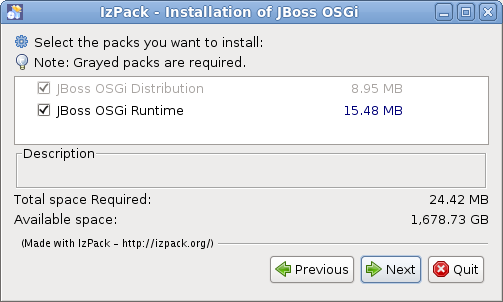 IzPack - Installation of JBoss OSGi
Select the packs you want to install:
Note: Grayed packs are required.
JBoss OSGi Distribution 8.95 MB
JBoss OSGi Runtime 15.48 MB
Description
Total space Required: 24.42 MB
Available space: 1,678.73 GB
(Made with IzPack - http://izpack.org/)
Previous Next Quit